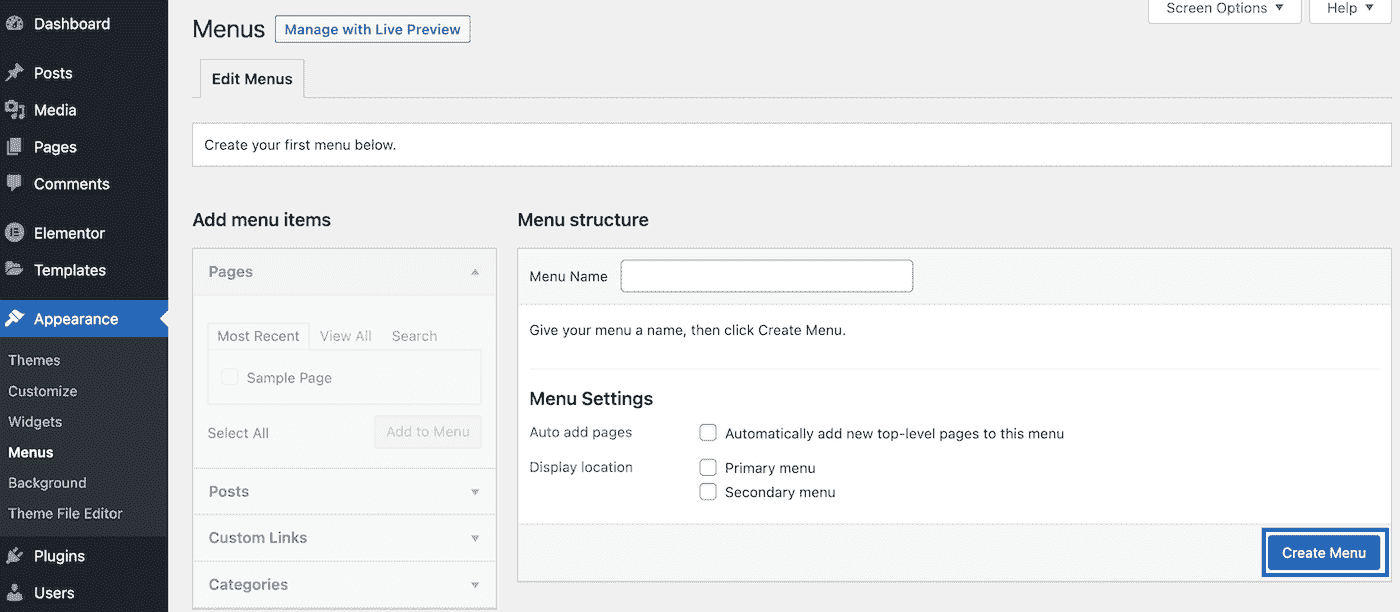 Dashboard
Posts
Media
Pages
Comments
Elementor
Templates
Appearance
Themes
Customize
Widgets
Menus
Background
Theme File Editor
Plugins
Users
Menus
Manage with Live Preview
Screen Options
Help
Edit Menus
Create your first menu below.
Add menu items
Pages
Most Recent View All Search
Sample Page
Select All Add to Menu
Posts
Custom Links
Categories
Menu structure
Menu Name
Give your menu a name, then click Create Menu.
Menu Settings
Auto add pages Automatically add new top-level pages to this menu
Display location Primary menu
Secondary menu
Create Menu